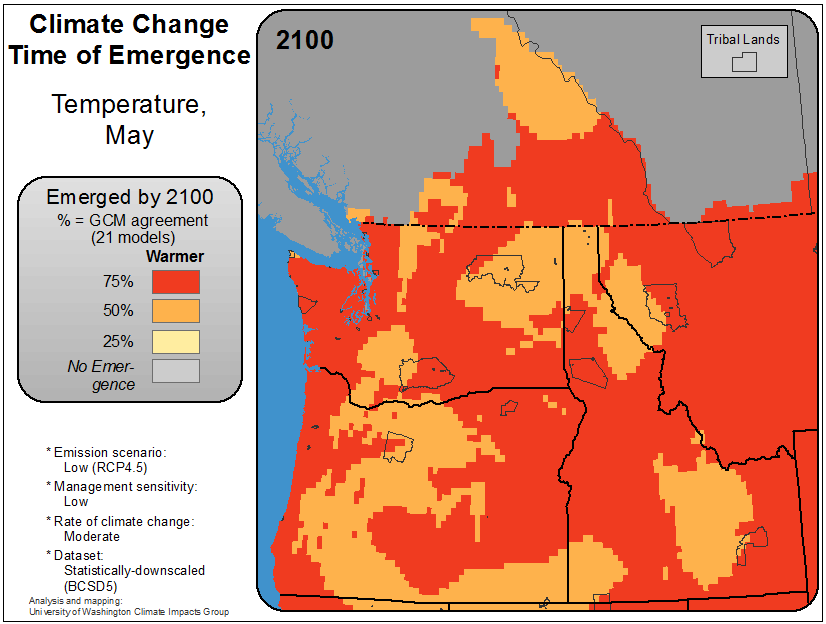 Climate Change
Time of Emergence
Temperature,
May
2100
Tribal Lands
Emerged by 2100
% = GCM agreement
(21 models)
Warmer
75%
50%
25%
No Emer-
gence
* Emission scenario:
Low (RCP4.5)
* Management sensitivity:
Low
* Rate of climate change:
Moderate
* Dataset:
Statistically-downscaled
(BCSD5)
Analysis and mapping:
University of Washington Climate Impacts Group